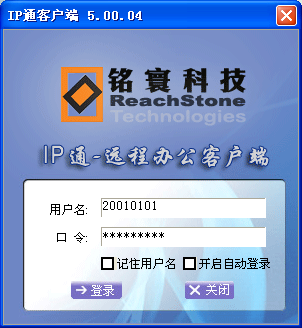 IP通客户端 5.00.04
铭寰科技
ReachStone
Technologies
IP通-远程办公客户端
用户名: 20010101
口 令: *********
记住用户名 开启自动登录
登录 关闭